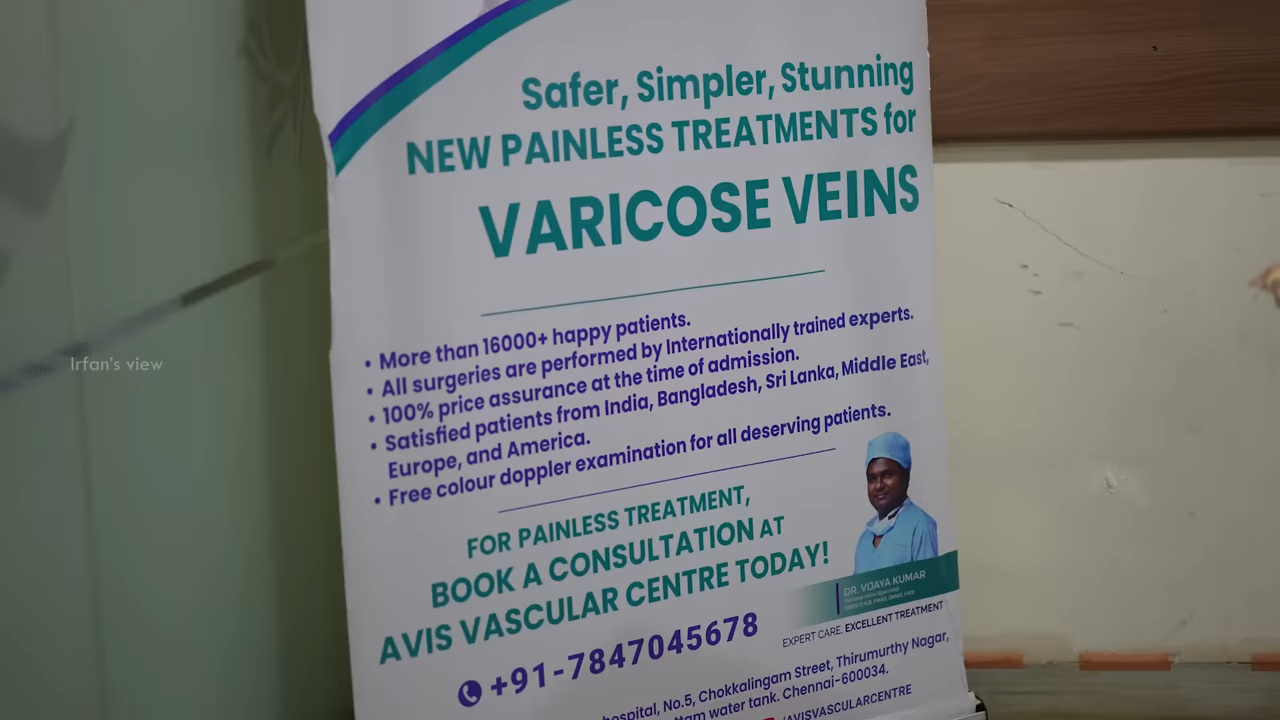 Safer, Simpler, Stunning
NEW PAINLESS TREATMENTS for
VARICOSE VEINS
• More than 16000+ happy patients.
• All surgeries are performed by Internationally trained experts.
• 100% price assurance at the time of admission.
• Satisfied patients from India, Bangladesh, Sri Lanka, Middle East,
Europe, and America.
• Free colour doppler examination for all deserving patients.
FOR PAINLESS TREATMENT,
BOOK A CONSULTATION AT
AVIS VASCULAR CENTRE TODAY!
+91-7847045678
DR. VIJAYA KUMAR
EXPERT CARE, EXCELLENT TREATMENT
No.5, Chokkalingam Street, Thirumurthy Nagar,
water tank. Chennai-600034.
/AVISVASCULARCENTRE
Irfan's view